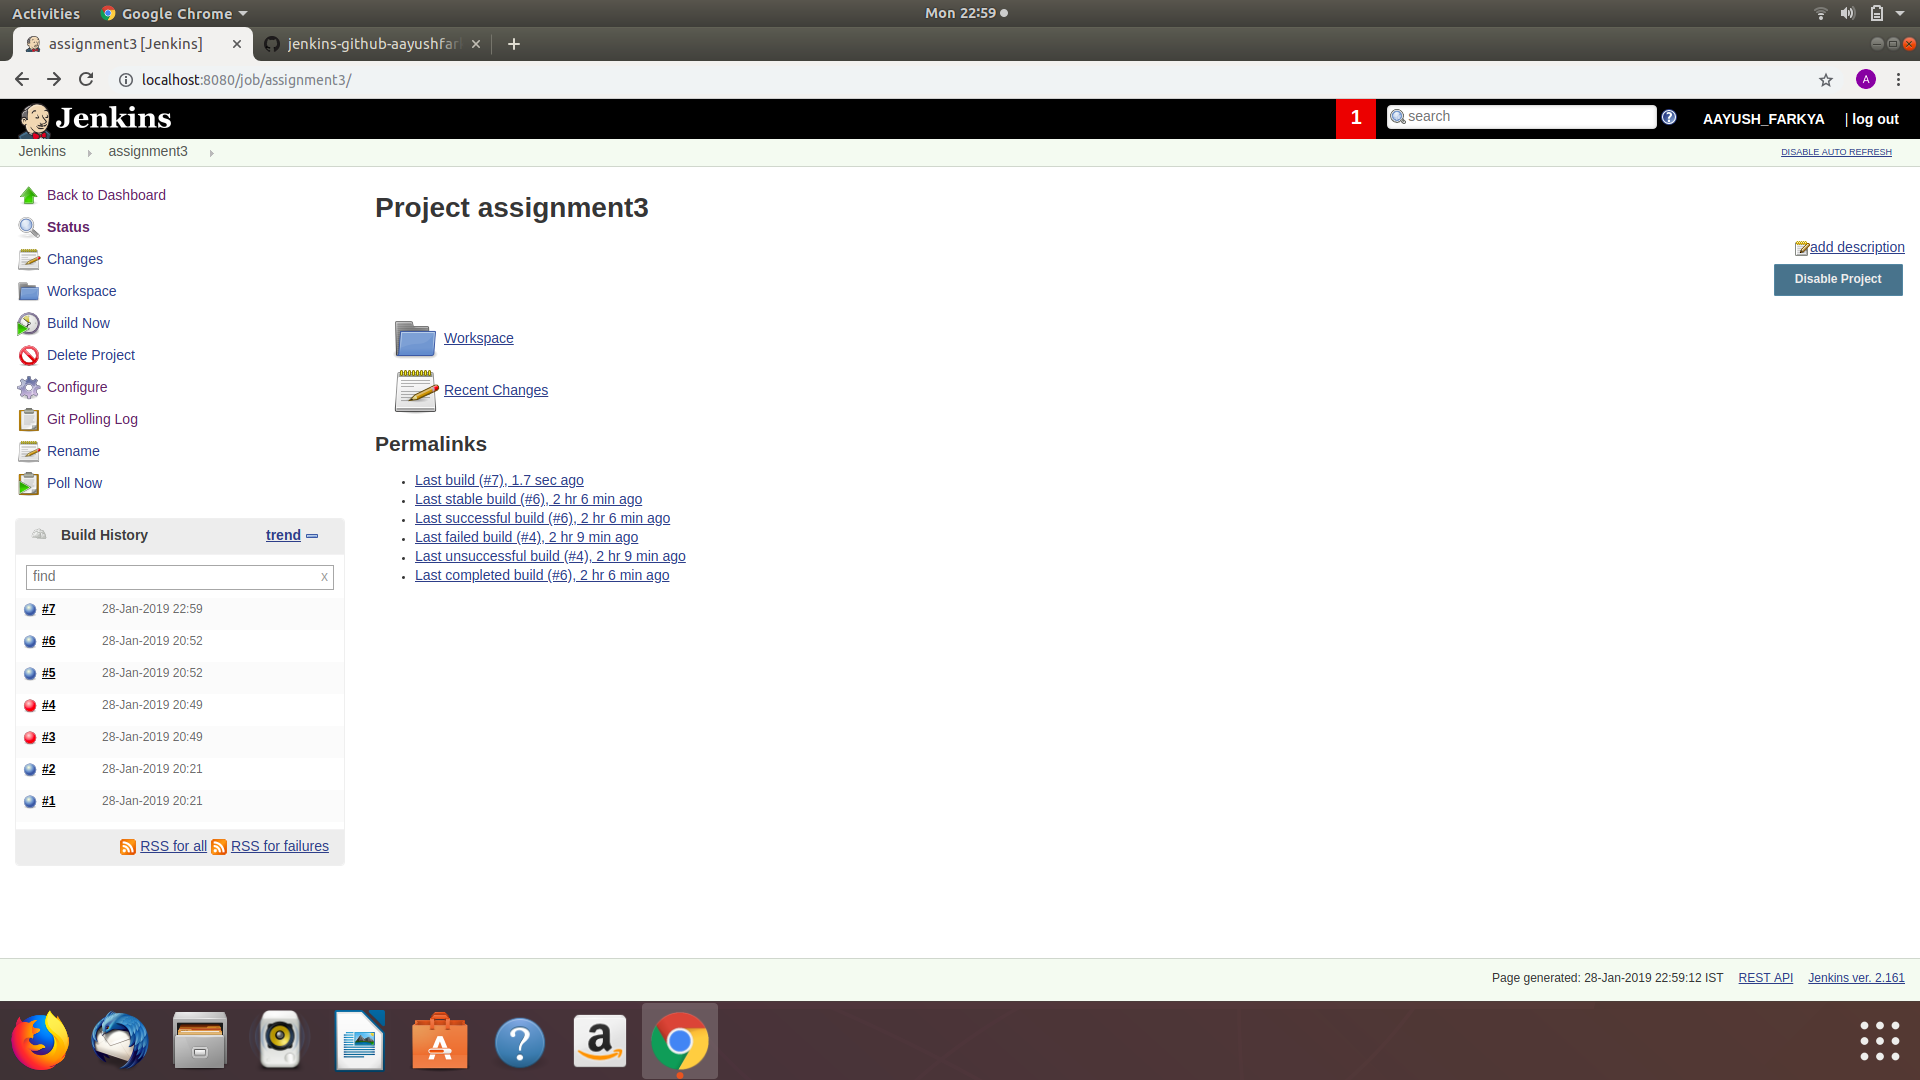 Activities
Google Chrome
Mon 22:59
assignment3 [Jenkins]
jenkins-github-aayushfar
localhost:8080/job/assignment3/
A
Jenkins
1
search
AAYUSH_FARKYA
| log out
Jenkins
assignment3
DISABLE AUTO REFRESH
Back to Dashboard
Status
Changes
Workspace
Build Now
Delete Project
Configure
Git Polling Log
Rename
Poll Now
Project assignment3
add description
Disable Project
Workspace
Recent Changes
Permalinks
Last build (#7), 1.7 sec ago
Last stable build (#6), 2 hr 6 min ago
Last successful build (#6), 2 hr 6 min ago
Last failed build (#4), 2 hr 9 min ago
Last unsuccessful build (#4), 2 hr 9 min ago
Last completed build (#6), 2 hr 6 min ago
Build History
trend
find
x
#7 28-Jan-2019 22:59
#6 28-Jan-2019 20:52
#5 28-Jan-2019 20:52
#4 28-Jan-2019 20:49
#3 28-Jan-2019 20:49
#2 28-Jan-2019 20:21
#1 28-Jan-2019 20:21
RSS for all
RSS for failures
Page generated: 28-Jan-2019 22:59:12 IST
REST API
Jenkins ver. 2.161